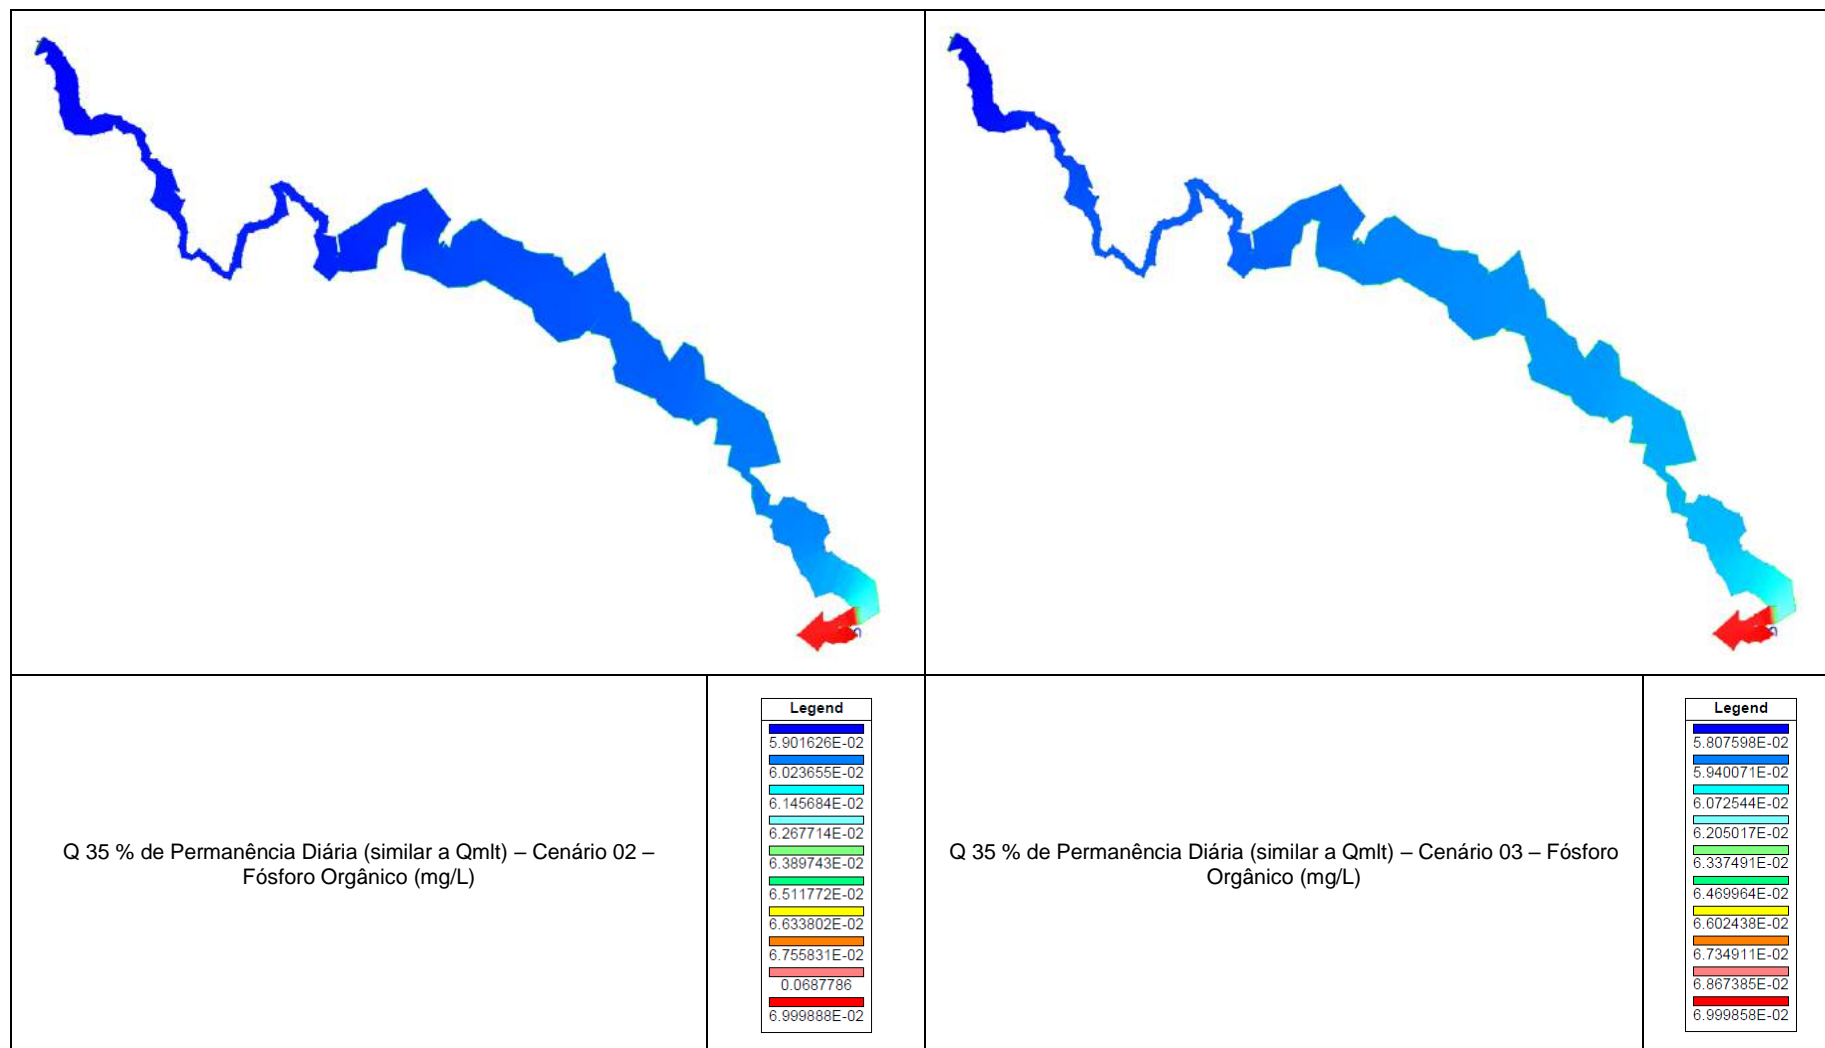 Q 35 % de Permanência Diária (similar a Qmlt) – Cenário 02 –
Fósforo Orgânico (mg/L)
Legend
5.901626E-02
6.023655E-02
6.145684E-02
6.267714E-02
6.389743E-02
6.511772E-02
6.633802E-02
6.755831E-02
0.0687786
6.999888E-02
Q 35 % de Permanência Diária (similar a Qmlt) – Cenário 03 – Fósforo
Orgânico (mg/L)
Legend
5.807598E-02
5.940071E-02
6.072544E-02
6.205017E-02
6.337491E-02
6.469964E-02
6.602438E-02
6.734911E-02
6.867385E-02
6.999858E-02